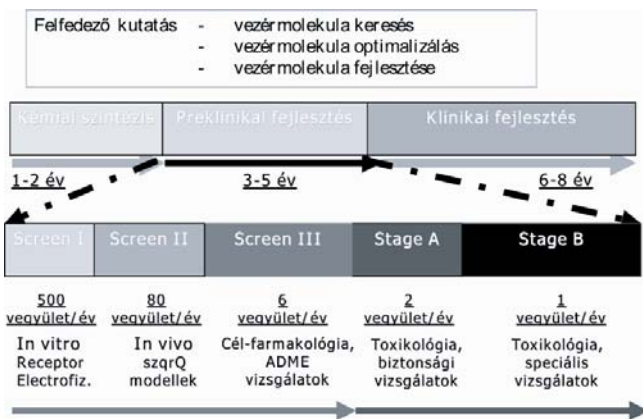 Felfedező kutatás - vezérmolekula keresés
- vezérmolekula optimalizálás
- vezérmolekula fejlesztése
Kémiai szintézis Preklinikai fejlesztés Klinikai fejlesztés
1-2 év 3-5 év 6-8 év
Screen I Screen II Screen III Stage A Stage B
500 80 6 2 1
vegyület/év vegyület/év vegyület/év vegyület/év vegyület/év
In vitro In vivo Cél-farmakológia, Toxikológia, Toxikológia,
Receptor szqrQ ADME biztonsági speciális
Electrofiz. modellek vizsgálatok vizsgálatok vizsgálatok